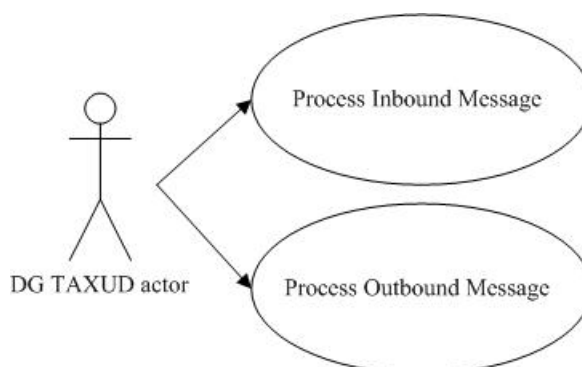 Process Inbound Message
DG TAXUD actor
Process Outbound Message